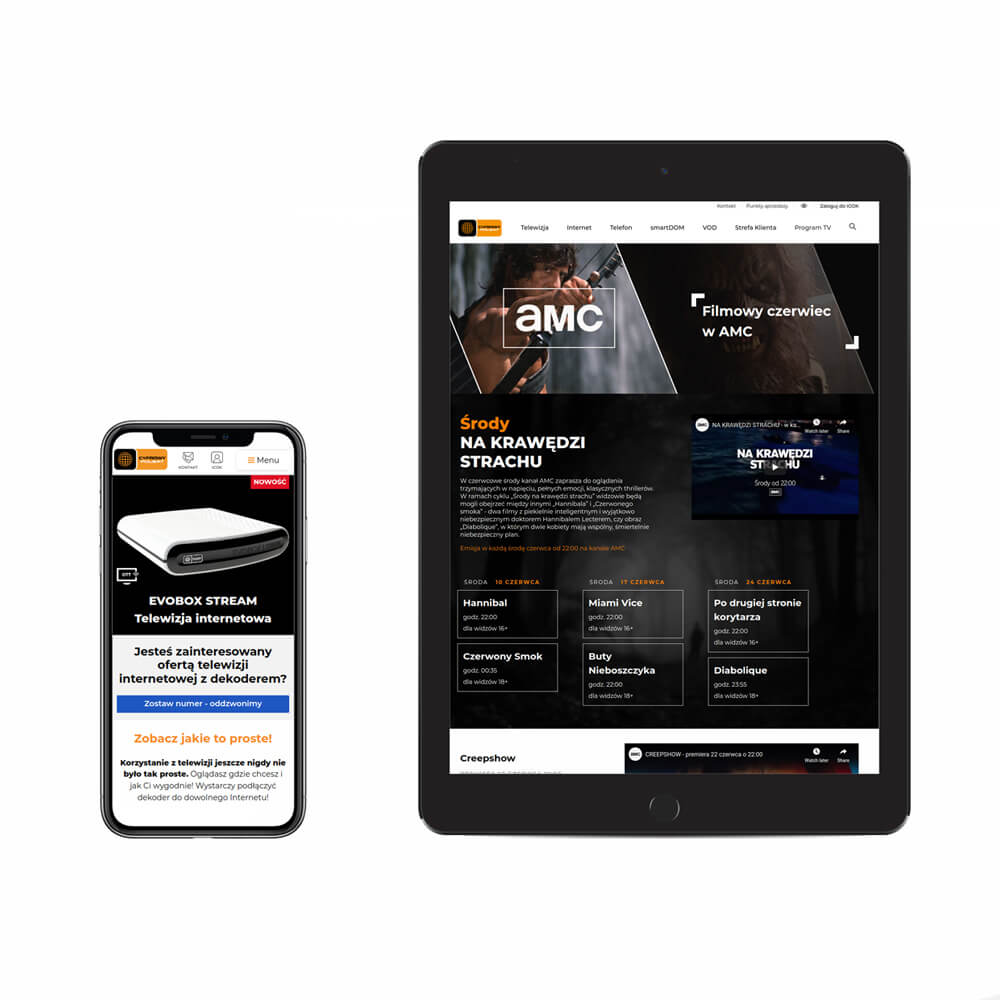 CYFROWY
POLSAT
KONTAKT
ICOK
Menu
NOWOŚĆ
OTT
EVOBOX STREAM
Telewizja internetowa
Jesteś zainteresowany
ofertą telewizji
internetowej z dekoderem?
Zostaw numer - oddzwonimy
Zobacz jakie to proste!
Korzystanie z telewizji jeszcze nigdy nie
było tak proste. Oglądasz gdzie chcesz i
jak Ci wygodnie! Wystarczy podłączyć
dekoder do dowolnego Internetu!
Kontakt Punkty sprzedaży Zaloguj do ICOK
Telewizja Internet Telefon smartDOM VOD Strefa Klienta Program TV
aMC
Filmowy czerwiec
w AMC
Środy
NA KRAWĘDZI
STRACHU
W czerwcowe środy kanał AMC zaprasza do oglądania
trzymających w napięciu, pełnych emocji, klasycznych thrillerów.
W ramach cyklu „Środy na krawędzi strachu” widzowie będą
mogli obejrzeć między innymi „Hannibala” i „Czerwonego
smoka” - dwa filmy z piekielnie inteligentnym i wyjątkowo
niebezpiecznym doktorem Hannibalem Lecterem, czy obraz
„Diabolique”, w którym dwie kobiety mają wspólny, śmiertelnie
niebezpieczny plan.
Emisja w każdą środę czerwca od 22:00 na kanale AMC
aMC NA KRAWĘDZI STRACHU - w ka...
Watch later Share
NA KRAWĘDZI
STRACHU
Środy od 22:00
aMC
ŚRODA 10 CZERWCA
Hannibal
godz. 22:00
dla widzów 16+
Czerwony Smok
godz. 00:35
dla widzów 18+
ŚRODA 17 CZERWCA
Miami Vice
godz. 22:00
dla widzów 16+
Buty
Nieboszczyka
godz. 22:00
dla widzów 18+
ŚRODA 24 CZERWCA
Po drugiej stronie
korytarza
godz. 22:00
dla widzów 16+
Diabolique
godz. 23:55
dla widzów 18+
Creepshow
aMC CREEPSHOW - premiera 22 czerwca o 22:00
Watch later Share